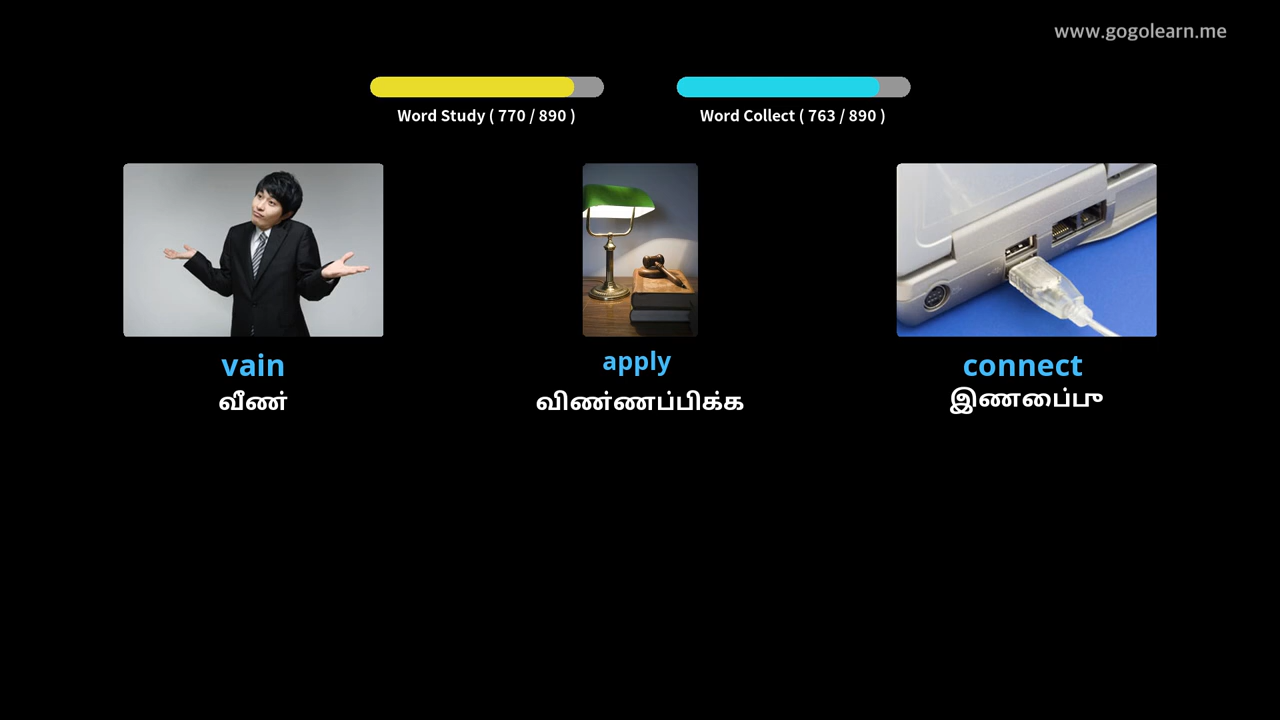 www.gogolearn.me
Word Study ( 770 / 890 )
Word Collect ( 763 / 890 )
vain
apply
connect
வீண்
விண்ணப்பிக்க
இணைப்பு